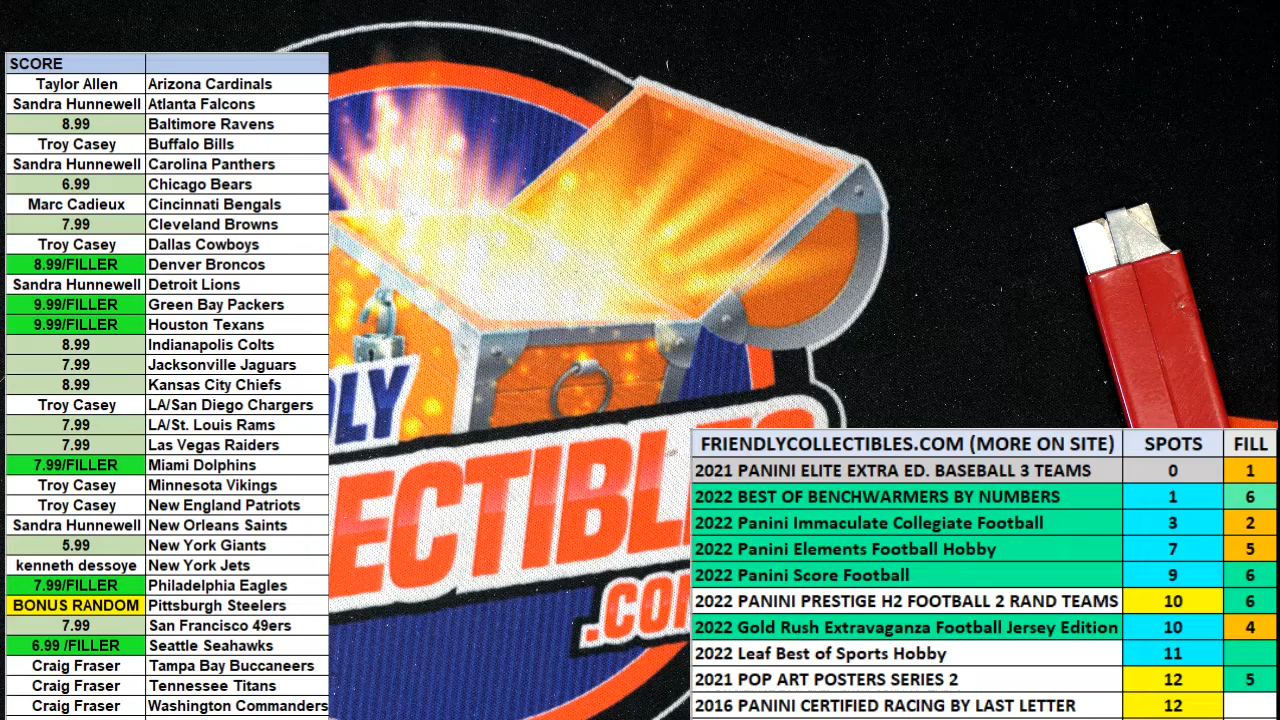 SCORE
Taylor Allen Arizona Cardinals
Sandra Hunnewell Atlanta Falcons
8.99 Baltimore Ravens
Troy Casey Buffalo Bills
Sandra Hunnewell Carolina Panthers
6.99 Chicago Bears
Marc Cadieux Cincinnati Bengals
7.99 Cleveland Browns
Troy Casey Dallas Cowboys
8.99/FILLER Denver Broncos
Sandra Hunnewell Detroit Lions
9.99/FILLER Green Bay Packers
9.99/FILLER Houston Texans
8.99 Indianapolis Colts
7.99 Jacksonville Jaguars
8.99 Kansas City Chiefs
Troy Casey LA/San Diego Chargers
7.99 LA/St. Louis Rams
7.99 Las Vegas Raiders
7.99/FILLER Miami Dolphins
Troy Casey Minnesota Vikings
Troy Casey New England Patriots
Sandra Hunnewell New Orleans Saints
5.99 New York Giants
kenneth dessoye New York Jets
7.99/FILLER Philadelphia Eagles
BONUS RANDOM Pittsburgh Steelers
7.99 San Francisco 49ers
6.99 /FILLER Seattle Seahawks
Craig Fraser Tampa Bay Buccaneers
Craig Fraser Tennessee Titans
Craig Fraser Washington Commanders
DLY
ECTIBLES
.CO
FRIENDLYCOLLECTIBLES.COM (MORE ON SITE) SPOTS FILL
2021 PANINI ELITE EXTRA ED. BASEBALL 3 TEAMS 0 1
2022 BEST OF BENCHWARMERS BY NUMBERS 1 6
2022 Panini Immaculate Collegiate Football 3 2
2022 Panini Elements Football Hobby 7 5
2022 Panini Score Football 9 6
2022 PANINI PRESTIGE H2 FOOTBALL 2 RAND TEAMS 10 6
2022 Gold Rush Extravaganza Football Jersey Edition 10 4
2022 Leaf Best of Sports Hobby 11
2021 POP ART POSTERS SERIES 2 12 5
2016 PANINI CERTIFIED RACING BY LAST LETTER 12